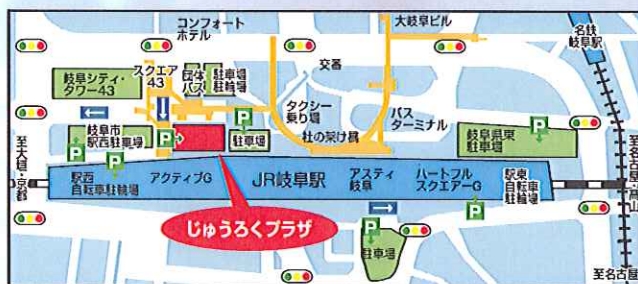 コンフォート
ホテル
大岐阜ビル
名鉄
岐阜駅
岐阜シティ・
タワー43
スクエア
43
団体
バス
駐車場
駐輪場
交番
タクシー
乗り場
バス
ターミナル
杜の架け橋
岐阜市
駅西駐車場
P
P
駐車場
P
岐阜県東
駐車場
P
至大垣・京都
P
P
駅西
自転車駐輪場
アクティブG
JR岐阜駅
アスティ
岐阜
ハートフル
スクエアーG
駅東
自転車
駐輪場
P
じゅうろくプラザ
P
駐車場
至名古屋